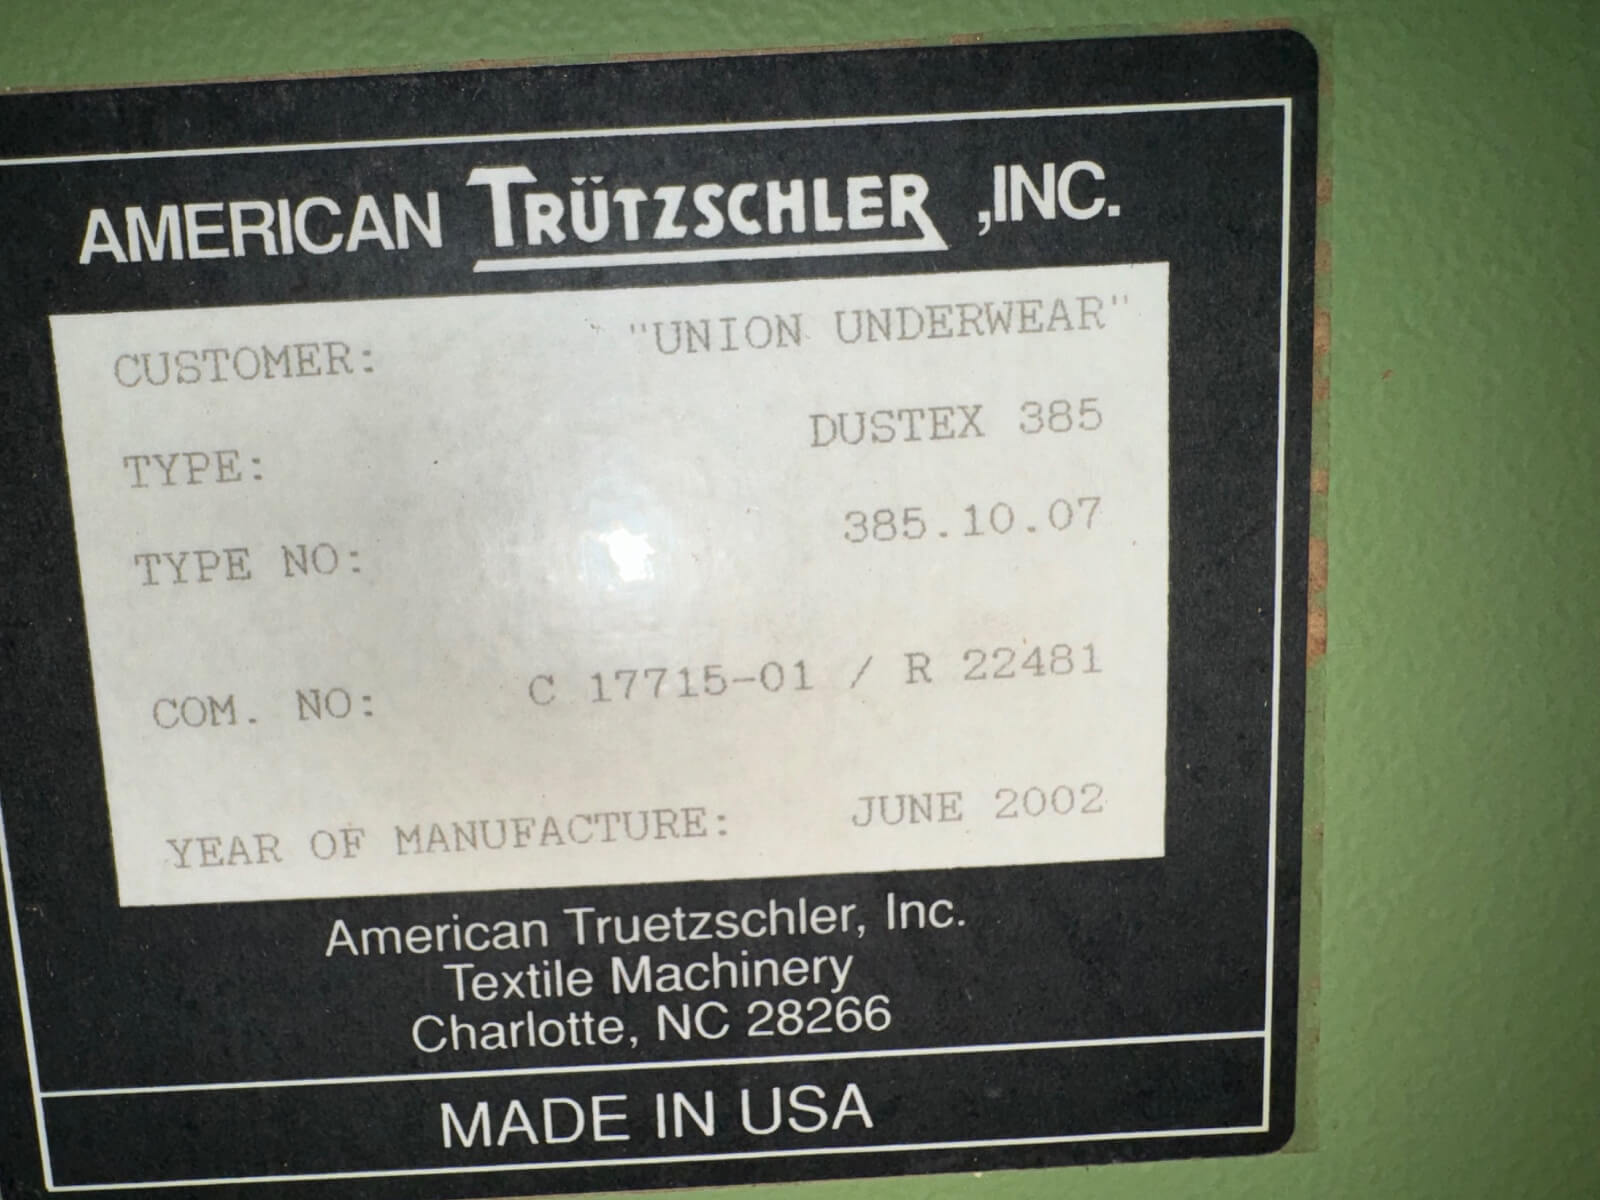 AMERICAN TRÜTZSCHLER ,INC.
CUSTOMER: "UNION UNDERWEAR"
TYPE: DUSTEX 385
TYPE NO: 385.10.07
COM. NO: C 17715-01 / R 22481
YEAR OF MANUFACTURE: JUNE 2002
American Truetzschler, Inc.
Textile Machinery
Charlotte, NC 28266
MADE IN USA